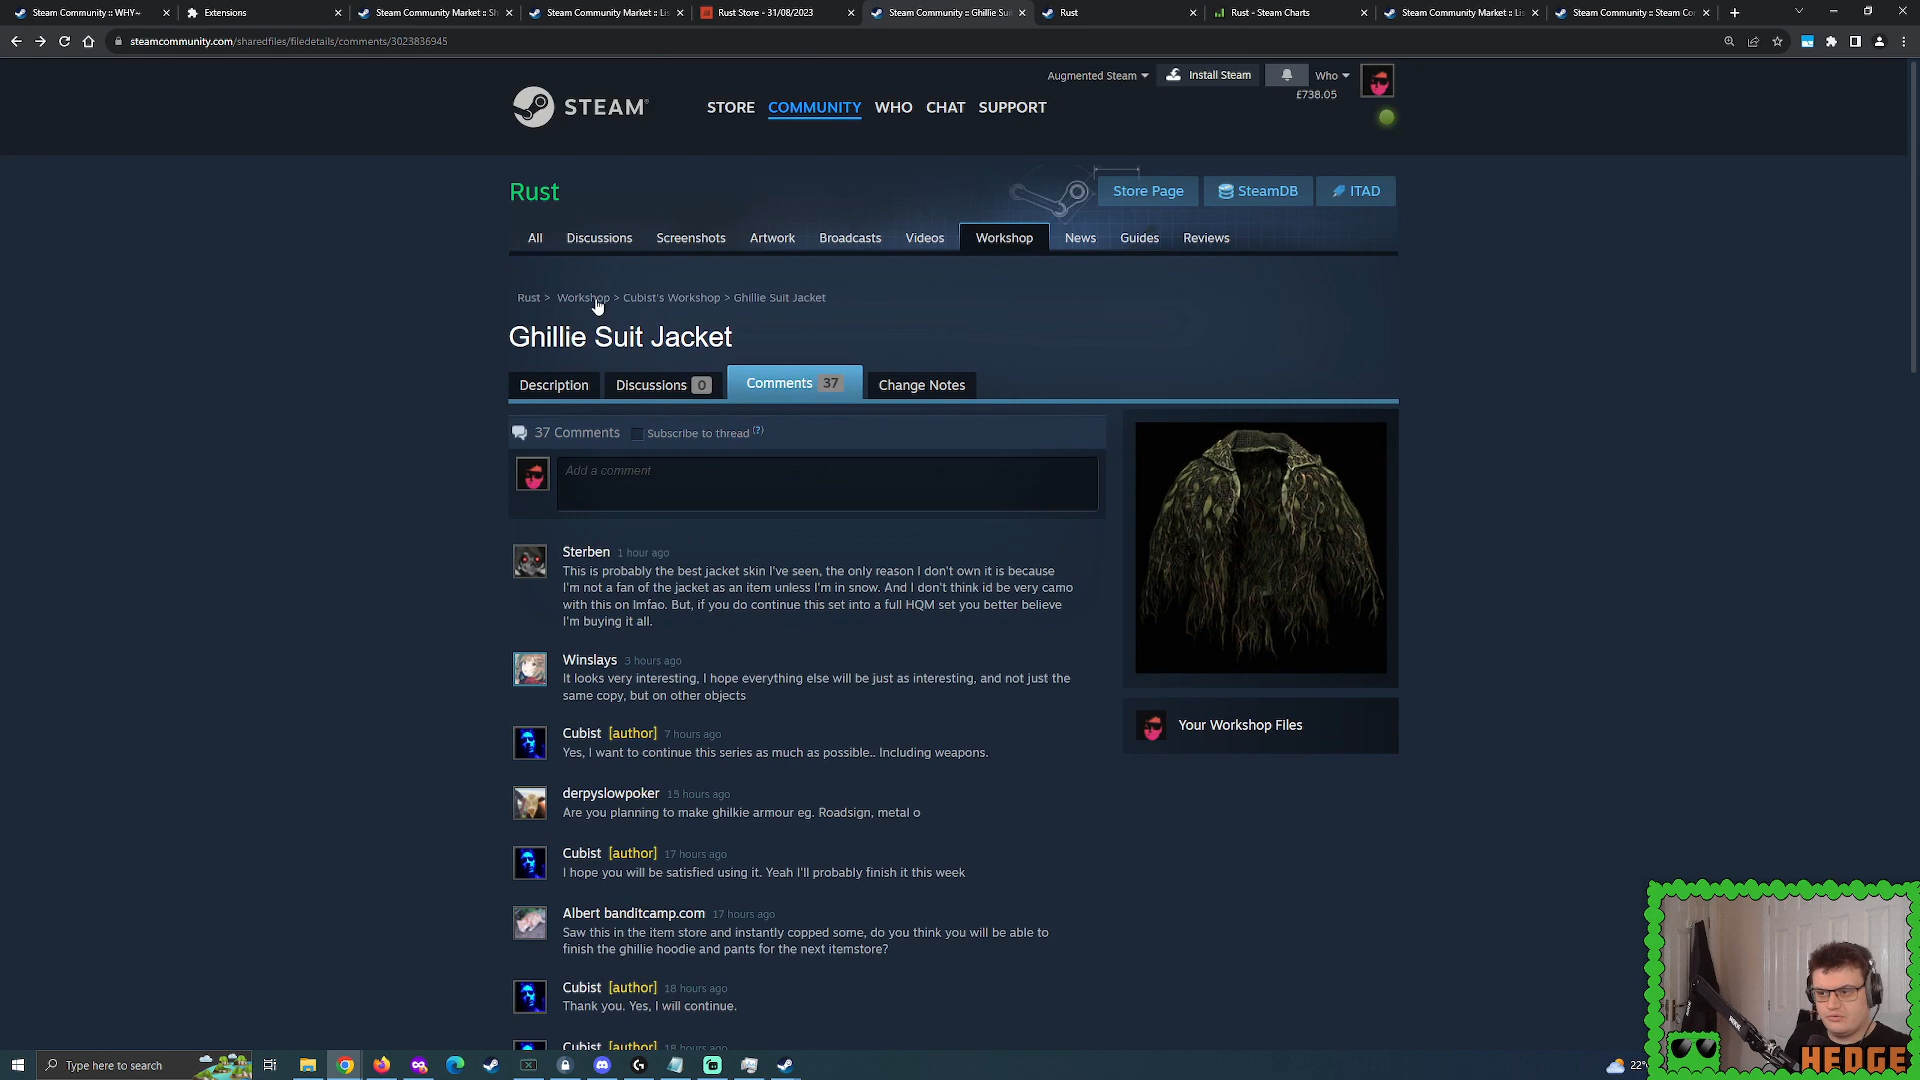 Steam Community :: WHY~
Extensions
Steam Community Market :: Sh
Steam Community Market :: Lis
Rust Store - 31/08/2023
Steam Community :: Ghillie Sui
Rust
Rust - Steam Charts
Steam Community Market :: Lis
Steam Community :: Steam Co
steamcommunity.com/sharedfiles/filedetails/comments/3023836945
Augmented Steam
Install Steam
Who
£738.05
STEAM
STORE
COMMUNITY
WHO
CHAT
SUPPORT
Rust
Store Page
SteamDB
ITAD
All
Discussions
Screenshots
Artwork
Broadcasts
Videos
Workshop
News
Guides
Reviews
Rust > Workshop > Cubist's Workshop > Ghillie Suit Jacket
Ghillie Suit Jacket
Description
Discussions 0
Comments 37
Change Notes
37 Comments
Subscribe to thread (?)
Add a comment
Sterben 1 hour ago
This is probably the best jacket skin I've seen, the only reason I don't own it is because
I'm not a fan of the jacket as an item unless I'm in snow. And I don't think id be very camo
with this on lmfao. But, if you do continue this set into a full HQM set you better believe
I'm buying it all.
Winslays 3 hours ago
It looks very interesting, I hope everything else will be just as interesting, and not just the
same copy, but on other objects
Cubist [author] 7 hours ago
Yes, I want to continue this series as much as possible.. Including weapons.
derpyslowpoker 15 hours ago
Are you planning to make ghilkie armour eg. Roadsign, metal o
Cubist [author] 17 hours ago
I hope you will be satisfied using it. Yeah I'll probably finish it this week
Albert banditcamp.com 17 hours ago
Saw this in the item store and instantly copped some, do you think you will be able to
finish the ghillie hoodie and pants for the next itemstore?
Cubist [author] 18 hours ago
Thank you. Yes, I will continue.
Cubist [author] 18 hours ago
Your Workshop Files
Type here to search
22°
HEDGE